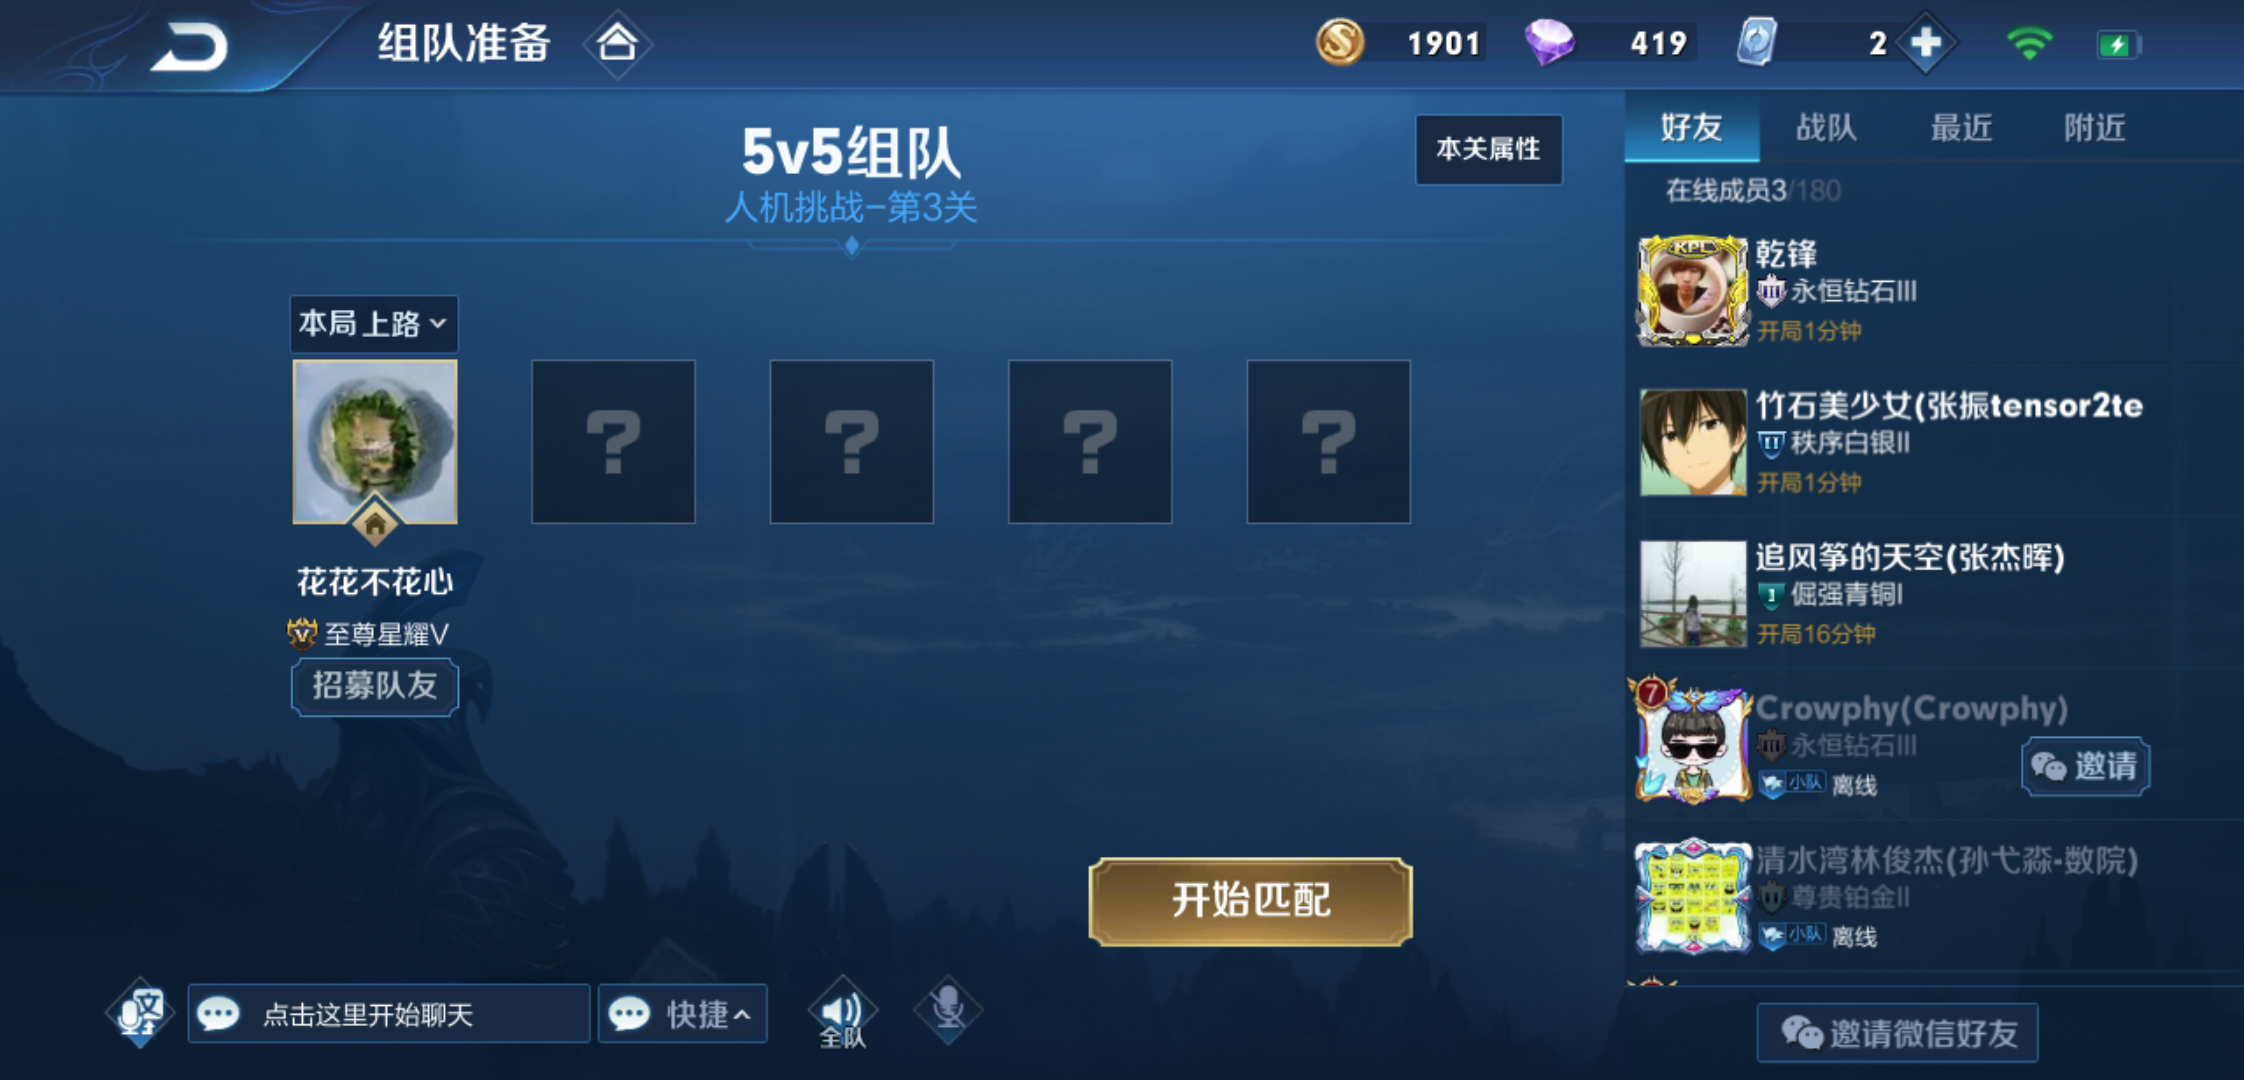 组队准备
1901
419
2
5v5组队
人机挑战-第3关
本关属性
好友
战队
最近
附近
在线成员3/180
本局上路
花花不花心
至尊星耀V
招募队友
KPL
乾锋
永恒钻石III
开局1分钟
竹石美少女(张振tensor2te
秩序白银II
开局1分钟
追风筝的天空(张杰晖)
倔强青铜I
开局16分钟
7
Crowphy(Crowphy)
永恒钻石III
小队 离线
邀请
清水湾林俊杰(孙弋淼-数院)
尊贵铂金II
小队 离线
开始匹配
点击这里开始聊天
快捷
全队
邀请微信好友